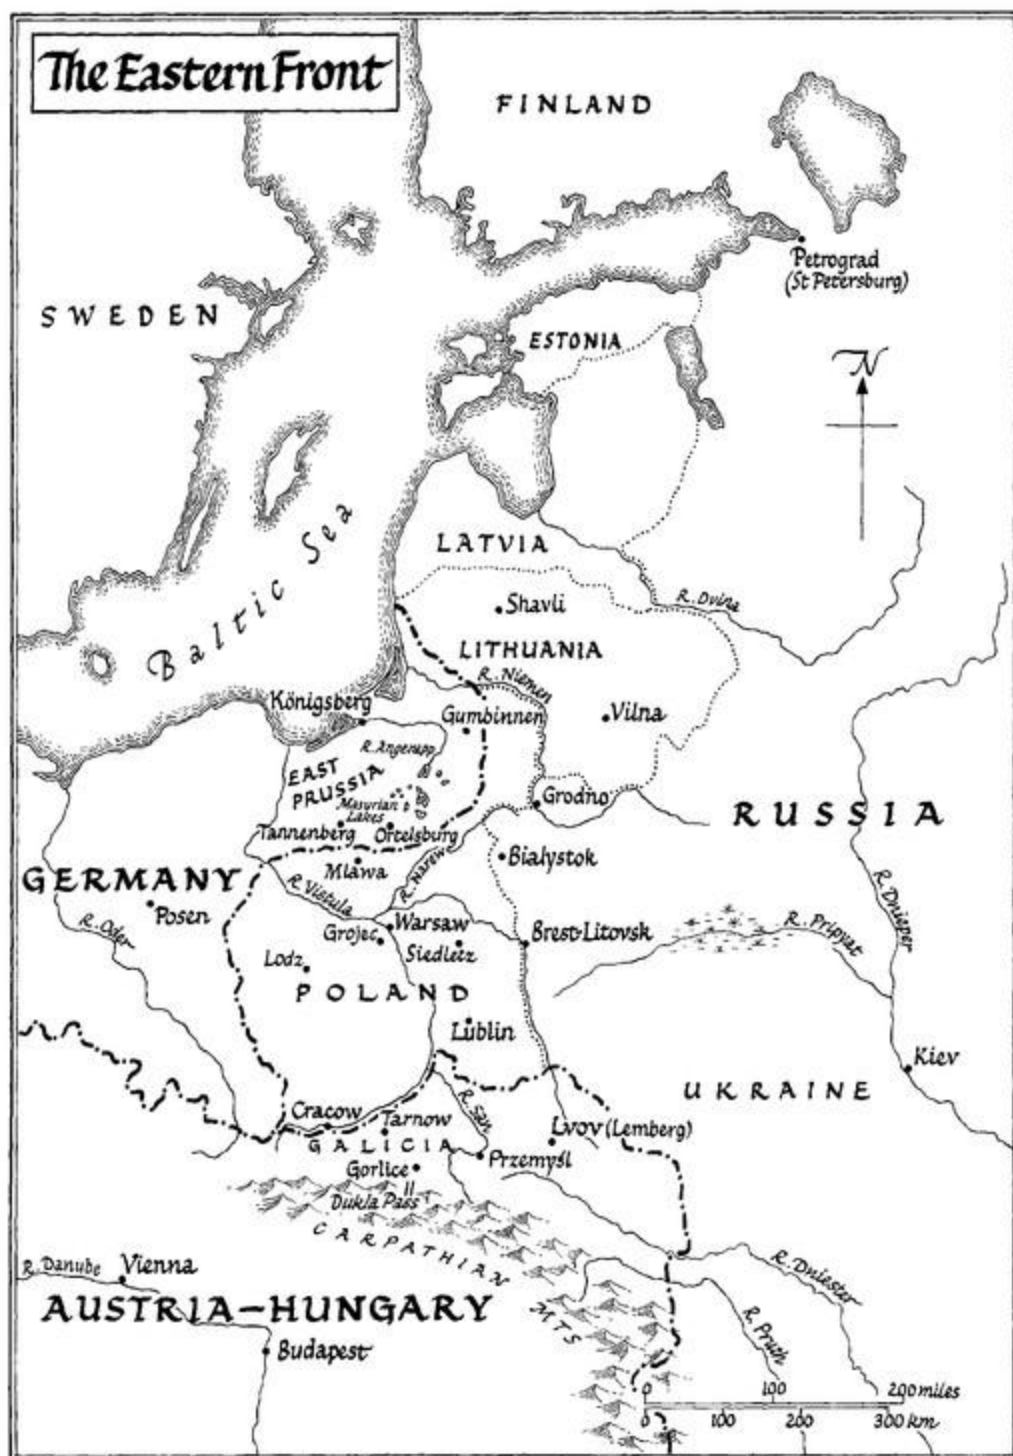 The Eastern Front
FINLAND
Petrograd
(St Petersburg)
SWEDEN
ESTONIA
N
Baltic Sea
LATVIA
R. Dvina
Shavli
LITHUANIA
R. Niemen
Königsberg
Gumbinnen
Vilna
R. Angerapp
EAST
PRUSSIA
Masurian
Lakes
Grodno
RUSSIA
Tannenberg
Ortelsburg
Bialystok
Mlawa
R. Narew
GERMANY
R. Vistula
R. Dnieper
Posen
R. Oder
Warsaw
Grojec
Siedletz
Brest-Litovsk
R. Pripyat
Lodz
POLAND
Lublin
Kiev
UKRAINE
R. San
Cracow
Tarnow
Lvov (Lemberg)
GALICIA
Przemyśl
Gorlice
Dukla Pass
CARPATHIAN
MTS
R. Danube
Vienna
R. Dniester
AUSTRIA-HUNGARY
R. Pruth
Budapest
0 100 200 miles
0 100 200 300 km